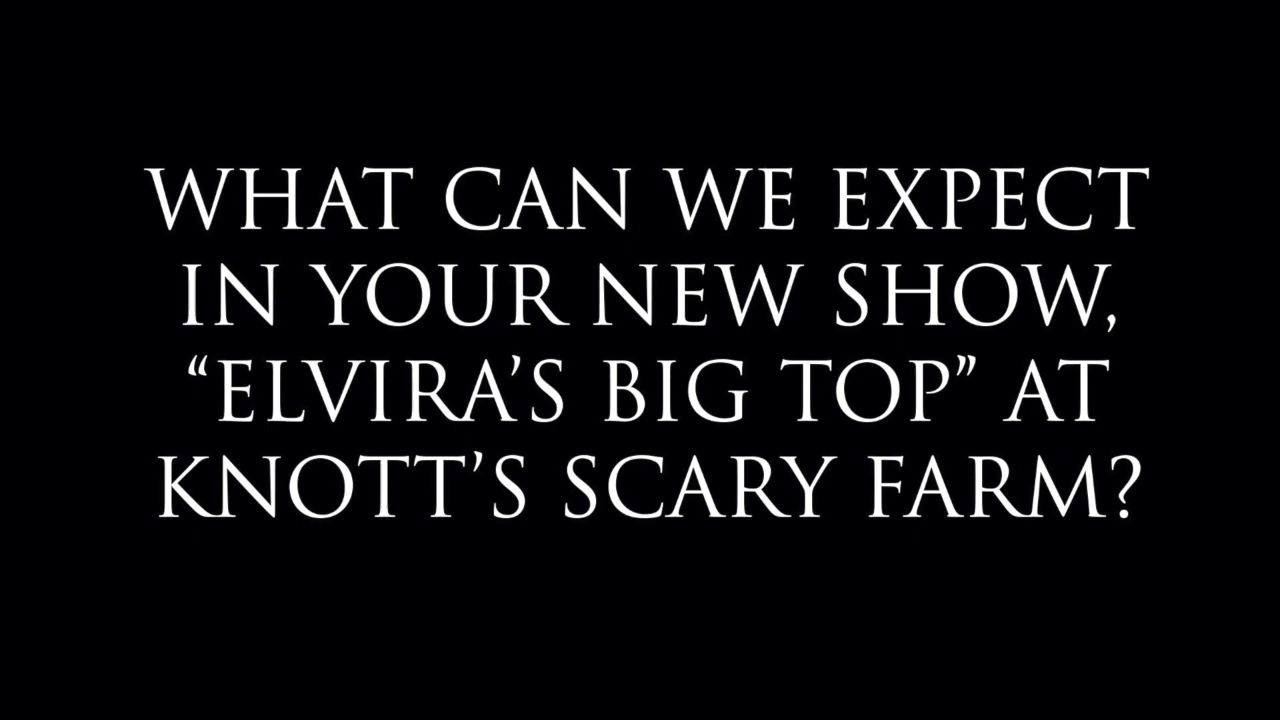 WHAT CAN WE EXPECT
IN YOUR NEW SHOW,
“ELVIRA’S BIG TOP” AT
KNOTT’S SCARY FARM?